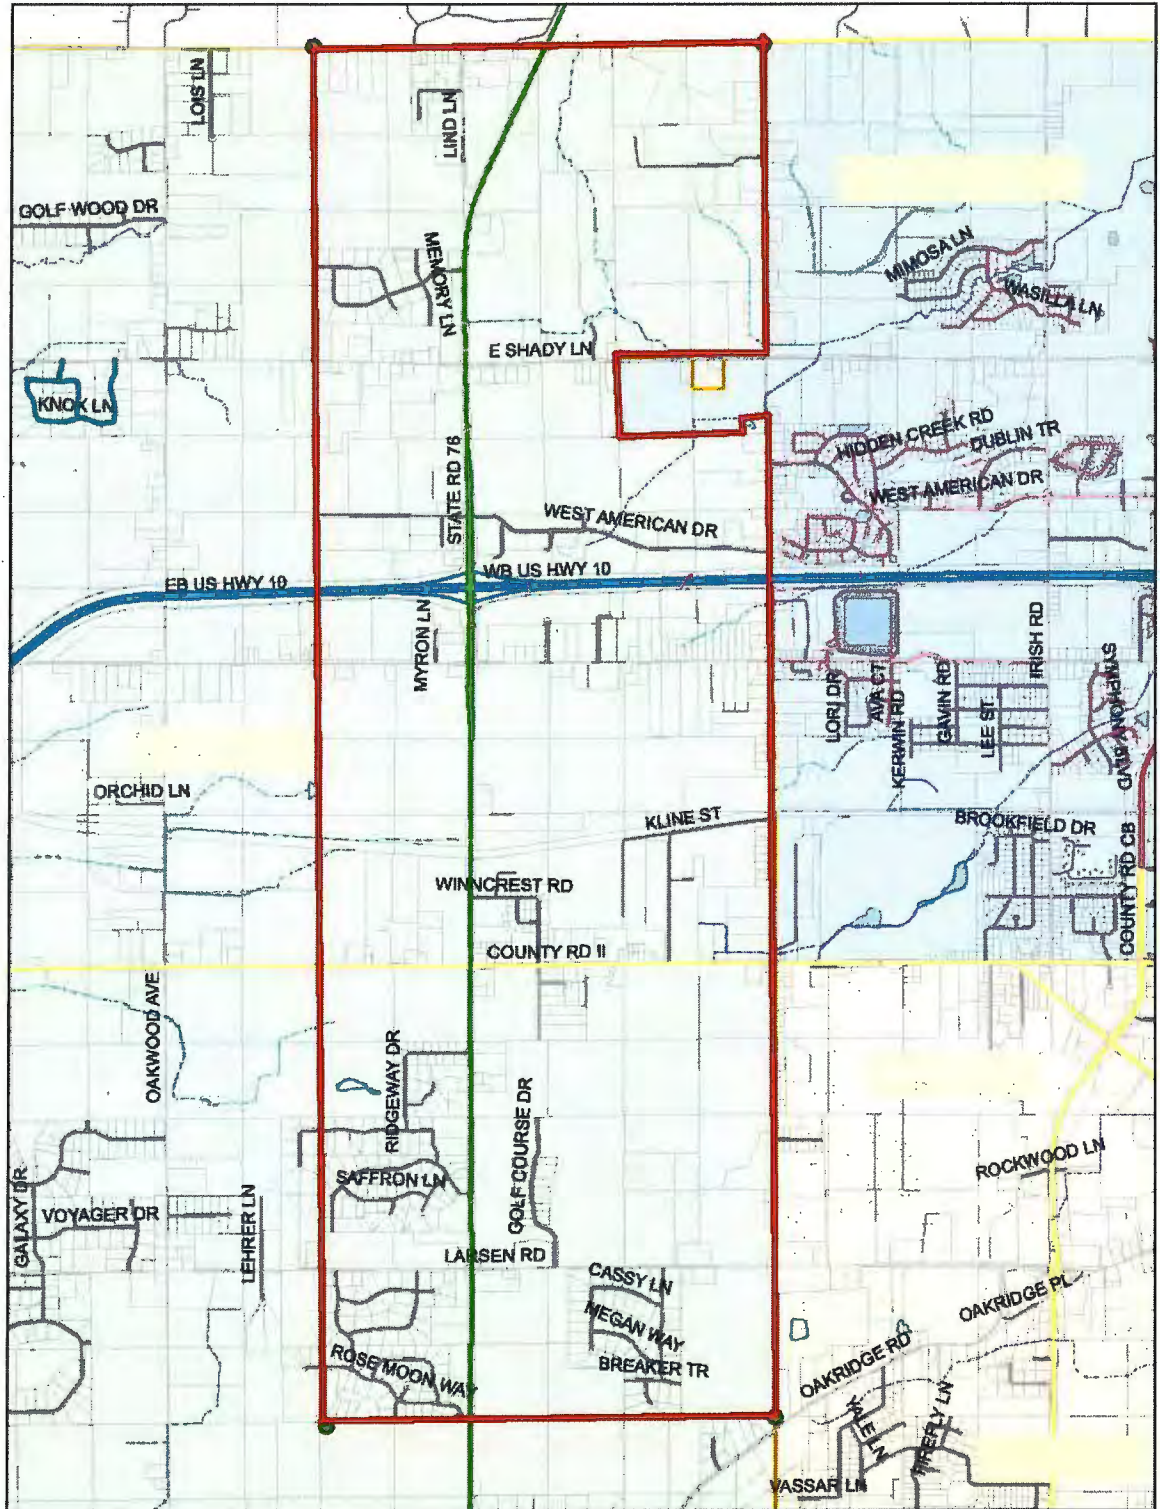 LOIS LN
LIND LN
GOLF WOOD DR
MEMORY LN
MIMOSA LN
WASILLA LN
E SHADY LN
KNOX LN
HIDDEN CREEK RD
DUBLIN TR
STATE RD 76
WEST AMERICAN DR
WEST AMERICAN DR
EB US HWY 10
WB US HWY 10
MYRON LN
LORI DR
AVA CT
KERWIN RD
GAVIN RD
LEE ST
IRISH RD
SYMPHONY BLVD
ORCHID LN
KLINE ST
BROOKFIELD DR
WINNCREST RD
COUNTY RD CB
COUNTY RD II
OAKWOOD AVE
RIDGEWAY DR
GOLF COURSE DR
ROCKWOOD LN
SAFFRON LN
GALAXY DR
VOYAGER DR
LEHRER LN
LARSEN RD
CASSY LN
OAKRIDGE PL
MEGAN WAY
OAKRIDGE RD
ROSE MOON WAY
BREAKER TR
VALE LN
FIREFLY LN
VASSAR LN